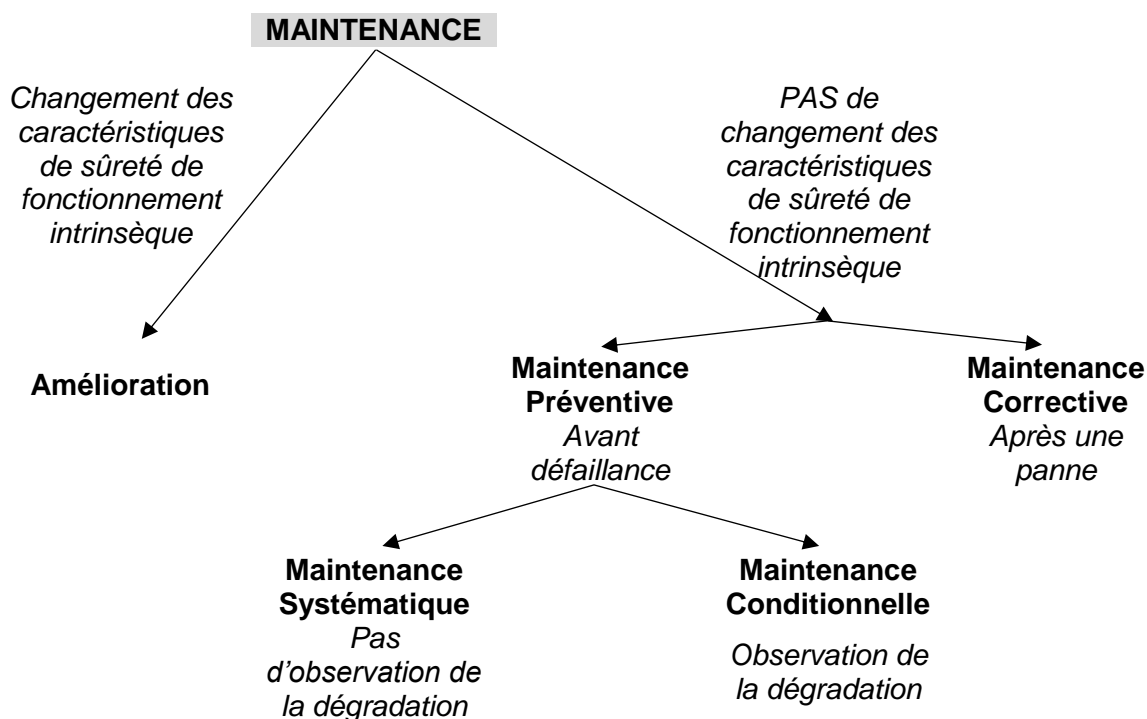 MAINTENANCE
Changement des
caractéristiques
de sûreté de
fonctionnement
intrinsèque
PAS de
changement des
caractéristiques
de sûreté de
fonctionnement
intrinsèque
Amélioration
Maintenance
Préventive
Avant
défaillance
Maintenance
Corrective
Après une
panne
Maintenance
Systématique
Pas
d’observation de
la dégradation
Maintenance
Conditionnelle
Observation de
la dégradation